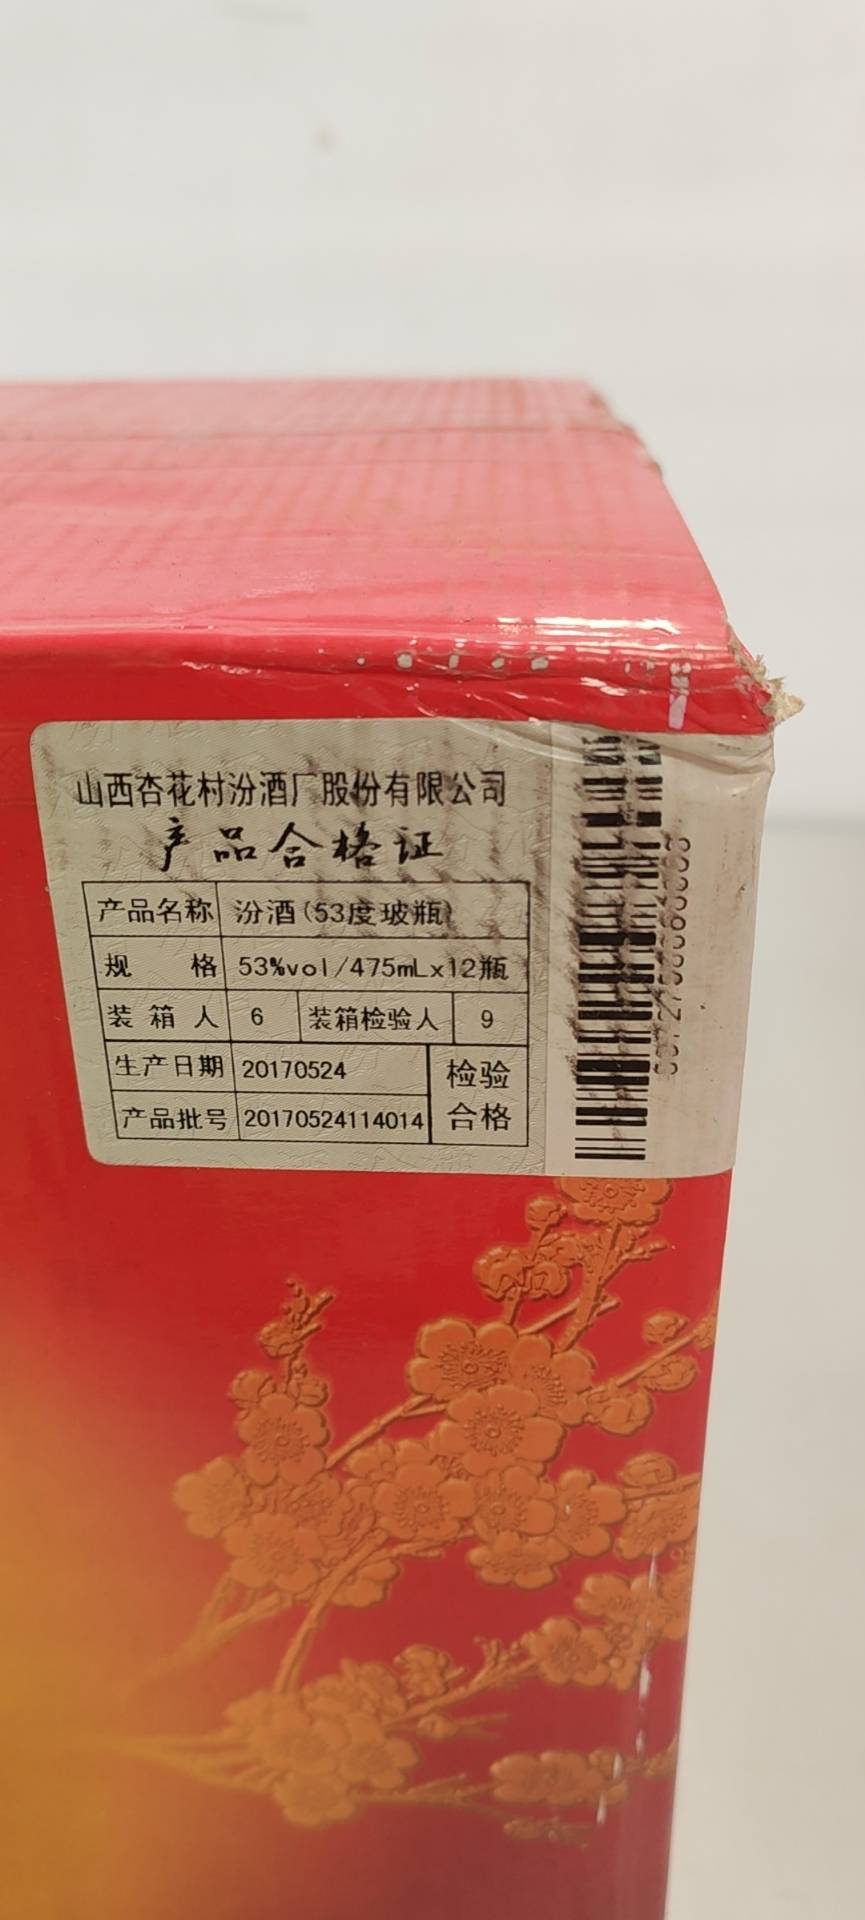 山西杏花村汾酒厂股份有限公司
产品合格证
产品名称 汾酒(53度玻瓶)
规 格 53%vol/475mL×12瓶
装 箱 人 6 装箱检验人 9
生产日期 20170524 检验
产品批号 20170524114014 合格